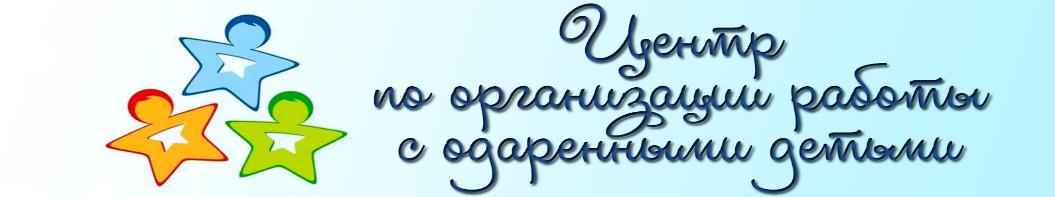 Центр
по организации работы
с одаренными детьми